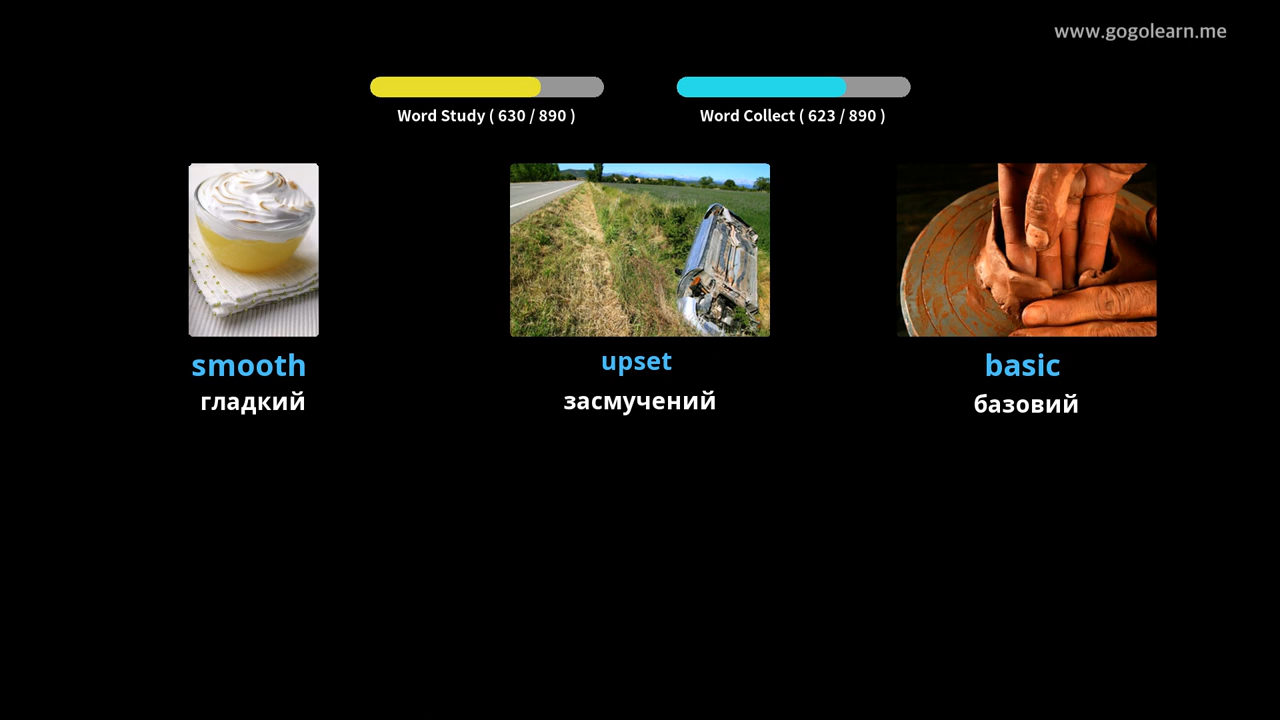 www.gogolearn.me
Word Study ( 630 / 890 )
Word Collect ( 623 / 890 )
smooth
гладкий
upset
засмучений
basic
базовий